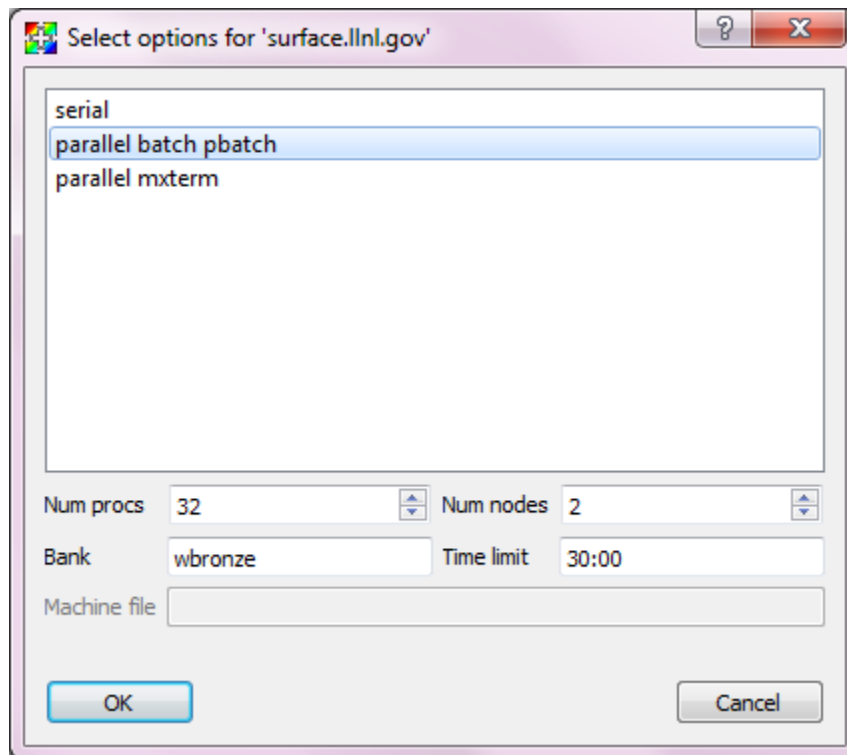 Select options for 'surface.llnl.gov'
serial
parallel batch pbatch
parallel mxterm
Num procs 32 Num nodes 2
Bank wbronze Time limit 30:00
Machine file
OK Cancel